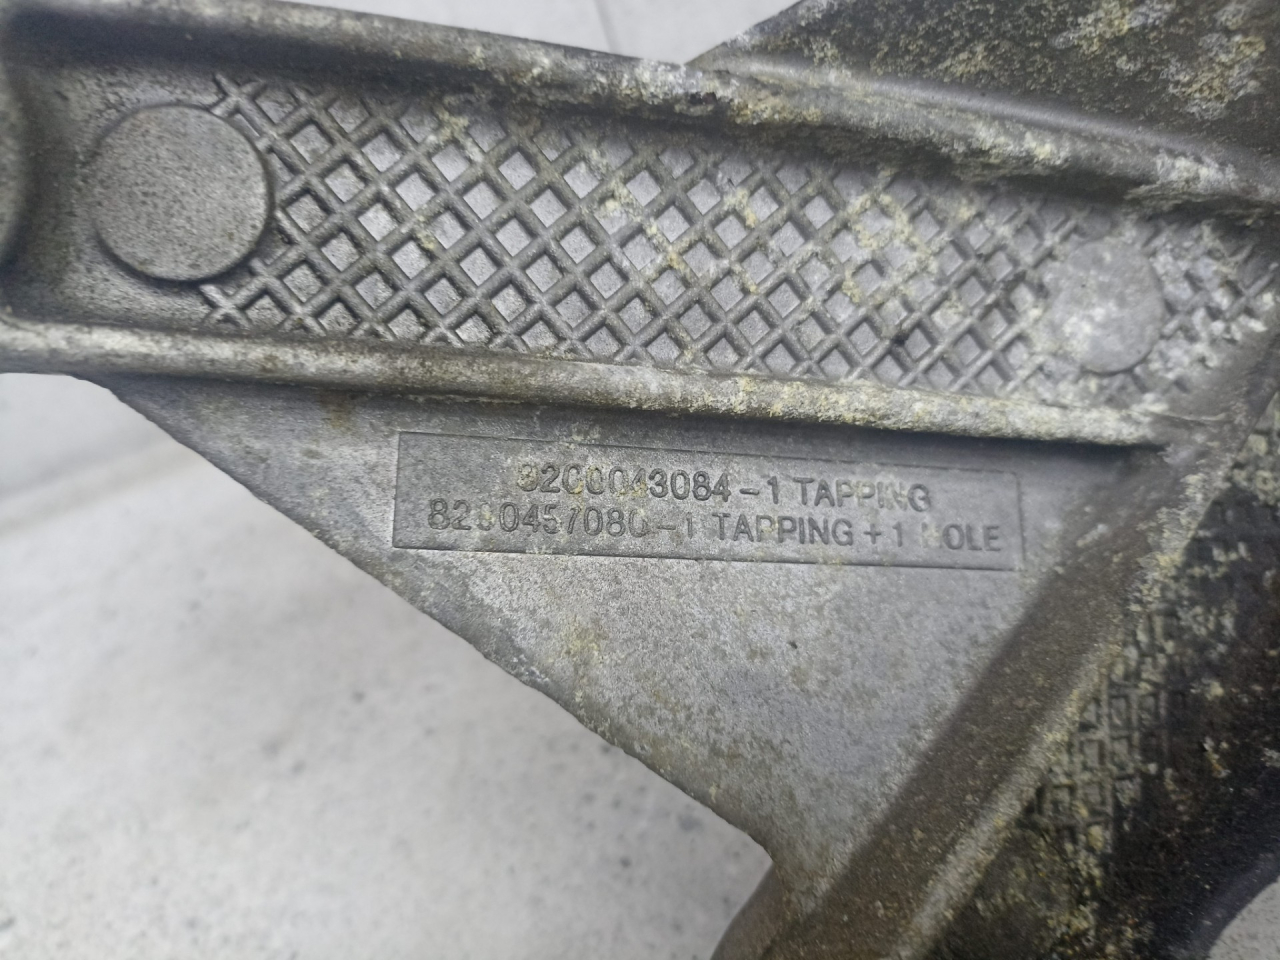 8200043084-1 TAPPING
8200457080-1 TAPPING+1 HOLE